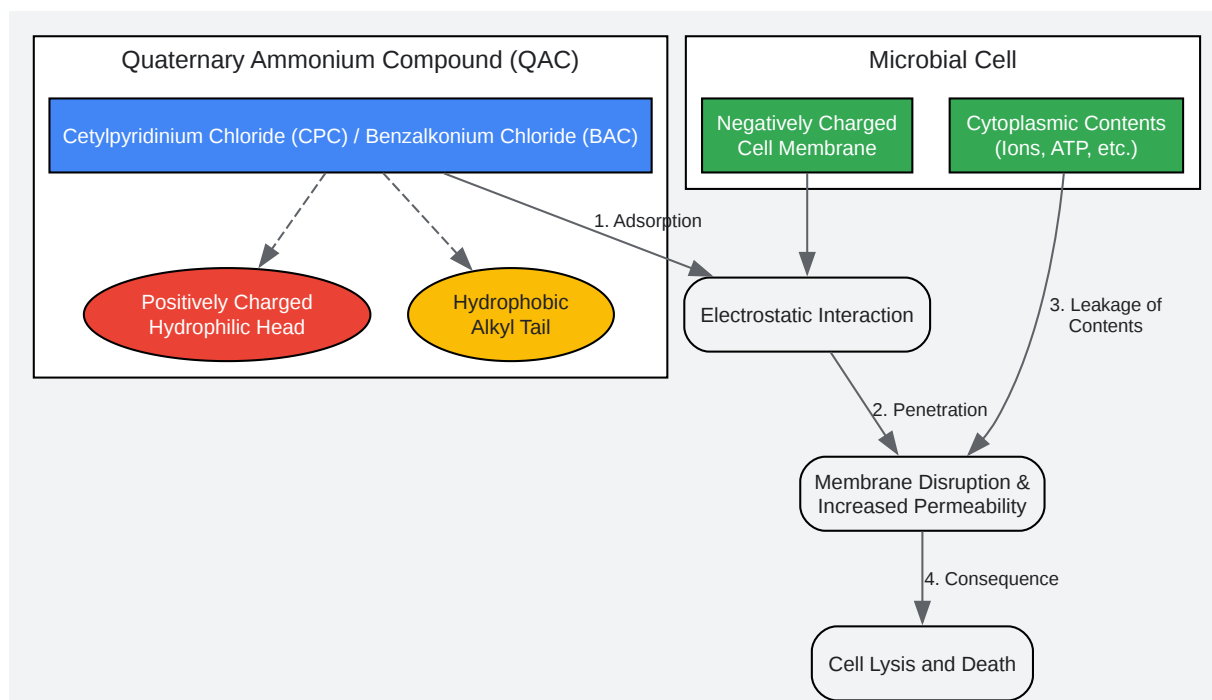 Quaternary Ammonium Compound (QAC)
Cetylpyridinium Chloride (CPC) / Benzalkonium Chloride (BAC)
Positively Charged
Hydrophilic Head
Hydrophobic
Alkyl Tail
Microbial Cell
Negatively Charged
Cell Membrane
Cytoplasmic Contents
(Ions, ATP, etc.)
1. Adsorption
Electrostatic Interaction
3. Leakage of
Contents
2. Penetration
Membrane Disruption &
Increased Permeability
4. Consequence
Cell Lysis and Death